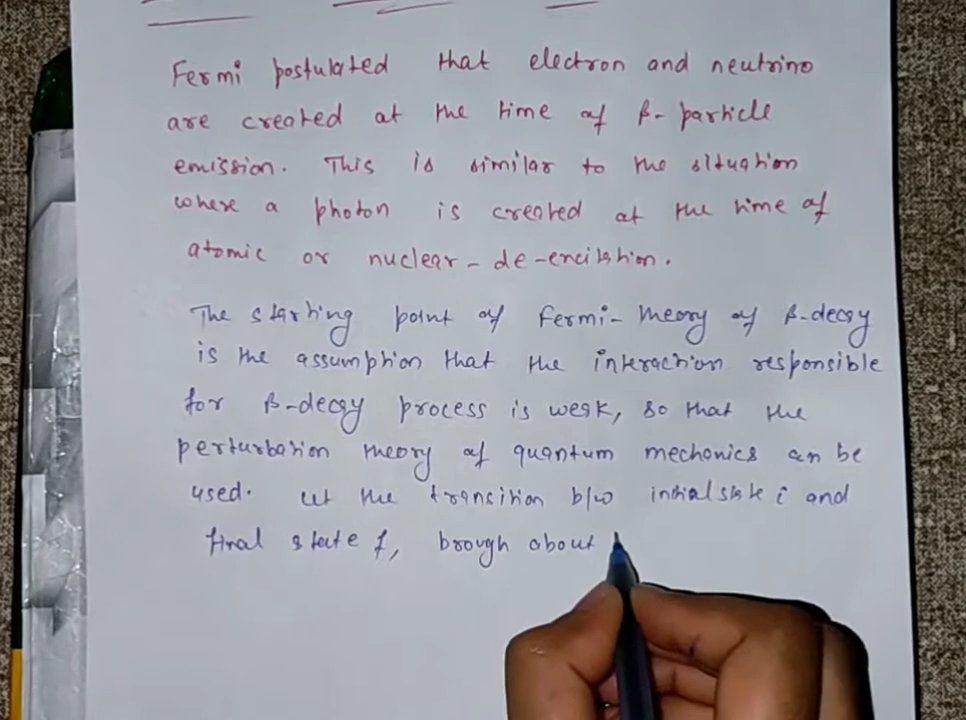 Fermi postulated that electron and neutrino
are created at the time of β-particle
emission. This is similar to the situation
where a photon is created at the time of
atomic or nuclear-de-encitation.
The starting point of Fermi-theory of β-decay
is the assumption that the interaction responsible
for β-decay process is weak, so that the
perturbation theory of quantum mechanics can be
used. Let the transition b/w initial state i and
final state f, brough about